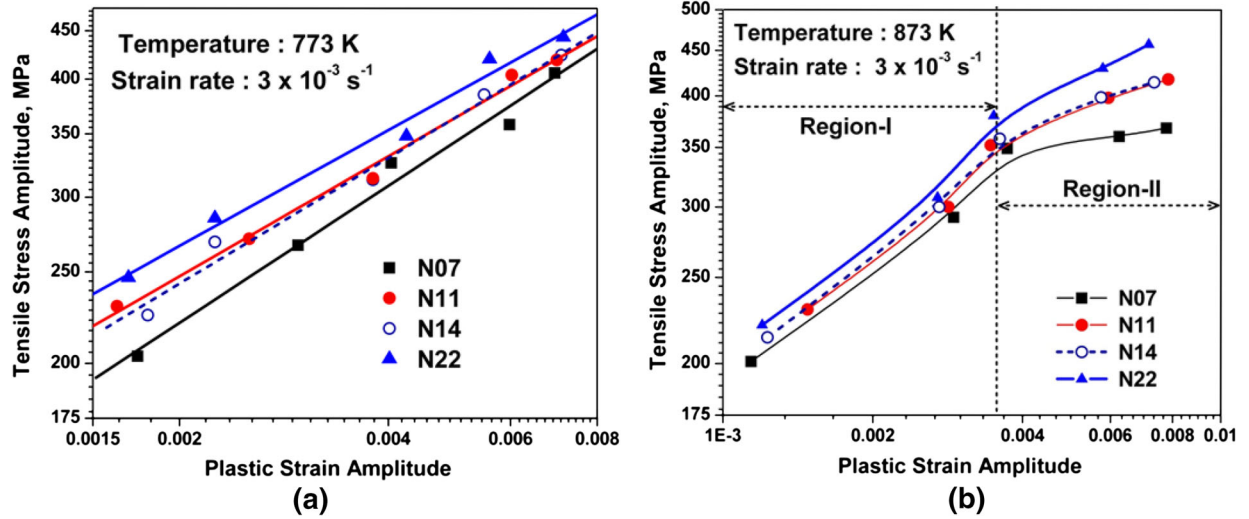 Temperature : 773 K
Strain rate : 3 x 10⁻³ s⁻¹
Tensile Stress Amplitude, MPa
450
400
350
300
250
200
175
N07
N11
N14
N22
0.0015
0.002
0.004
0.006
0.008
Plastic Strain Amplitude
(a)
Temperature : 873 K
Strain rate : 3 x 10⁻³ s⁻¹
Region-I
Region-II
Tensile Stress Amplitude, MPa
500
450
400
350
300
250
200
175
N07
N11
N14
N22
1E-3
0.002
0.004
0.006
0.008
0.01
Plastic Strain Amplitude
(b)